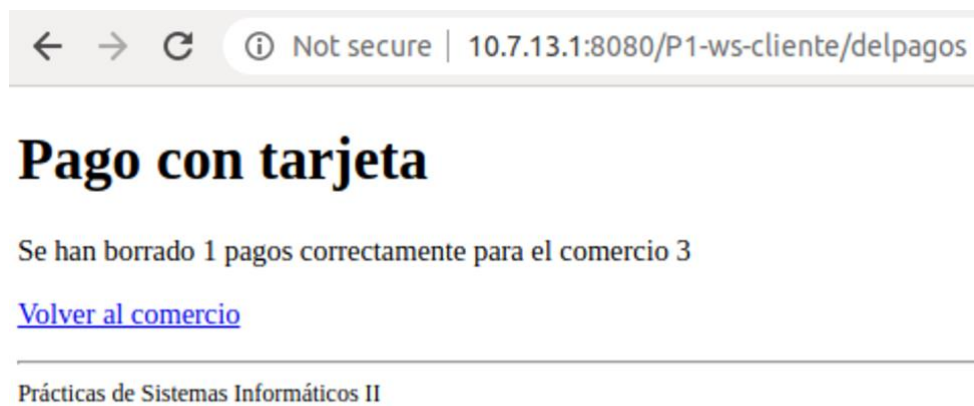 Not secure | 10.7.13.1:8080/P1-ws-cliente/delpagos
Pago con tarjeta
Se han borrado 1 pagos correctamente para el comercio 3
Volver al comercio
Prácticas de Sistemas Informáticos II